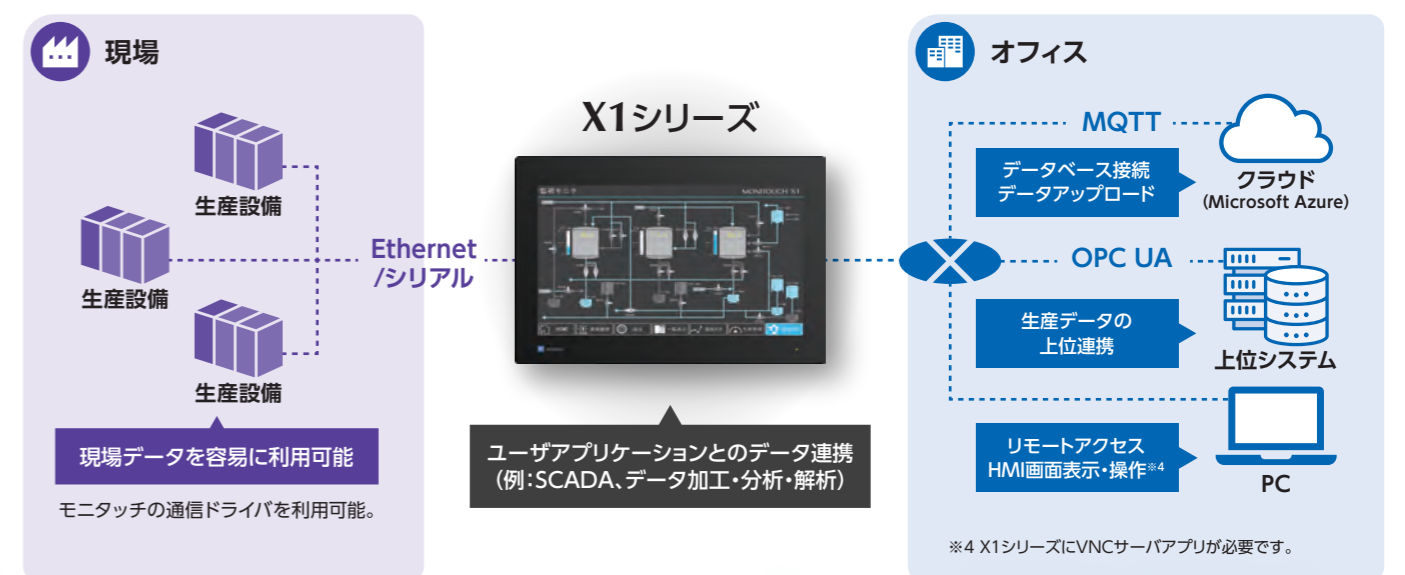 現場
生産設備
生産設備
生産設備
Ethernet
/シリアル
現場データを容易に利用可能
モニタッチの通信ドライバを利用可能。
X1シリーズ
監視モニタ
MONITOUCH X1
ユーザアプリケーションとのデータ連携
(例:SCADA、データ加工・分析・解析)
オフィス
MQTT
データベース接続
データアップロード
クラウド
(Microsoft Azure)
OPC UA
生産データの
上位連携
上位システム
リモートアクセス
HMI画面表示・操作※4
PC
※4 X1シリーズにVNCサーバアプリが必要です。